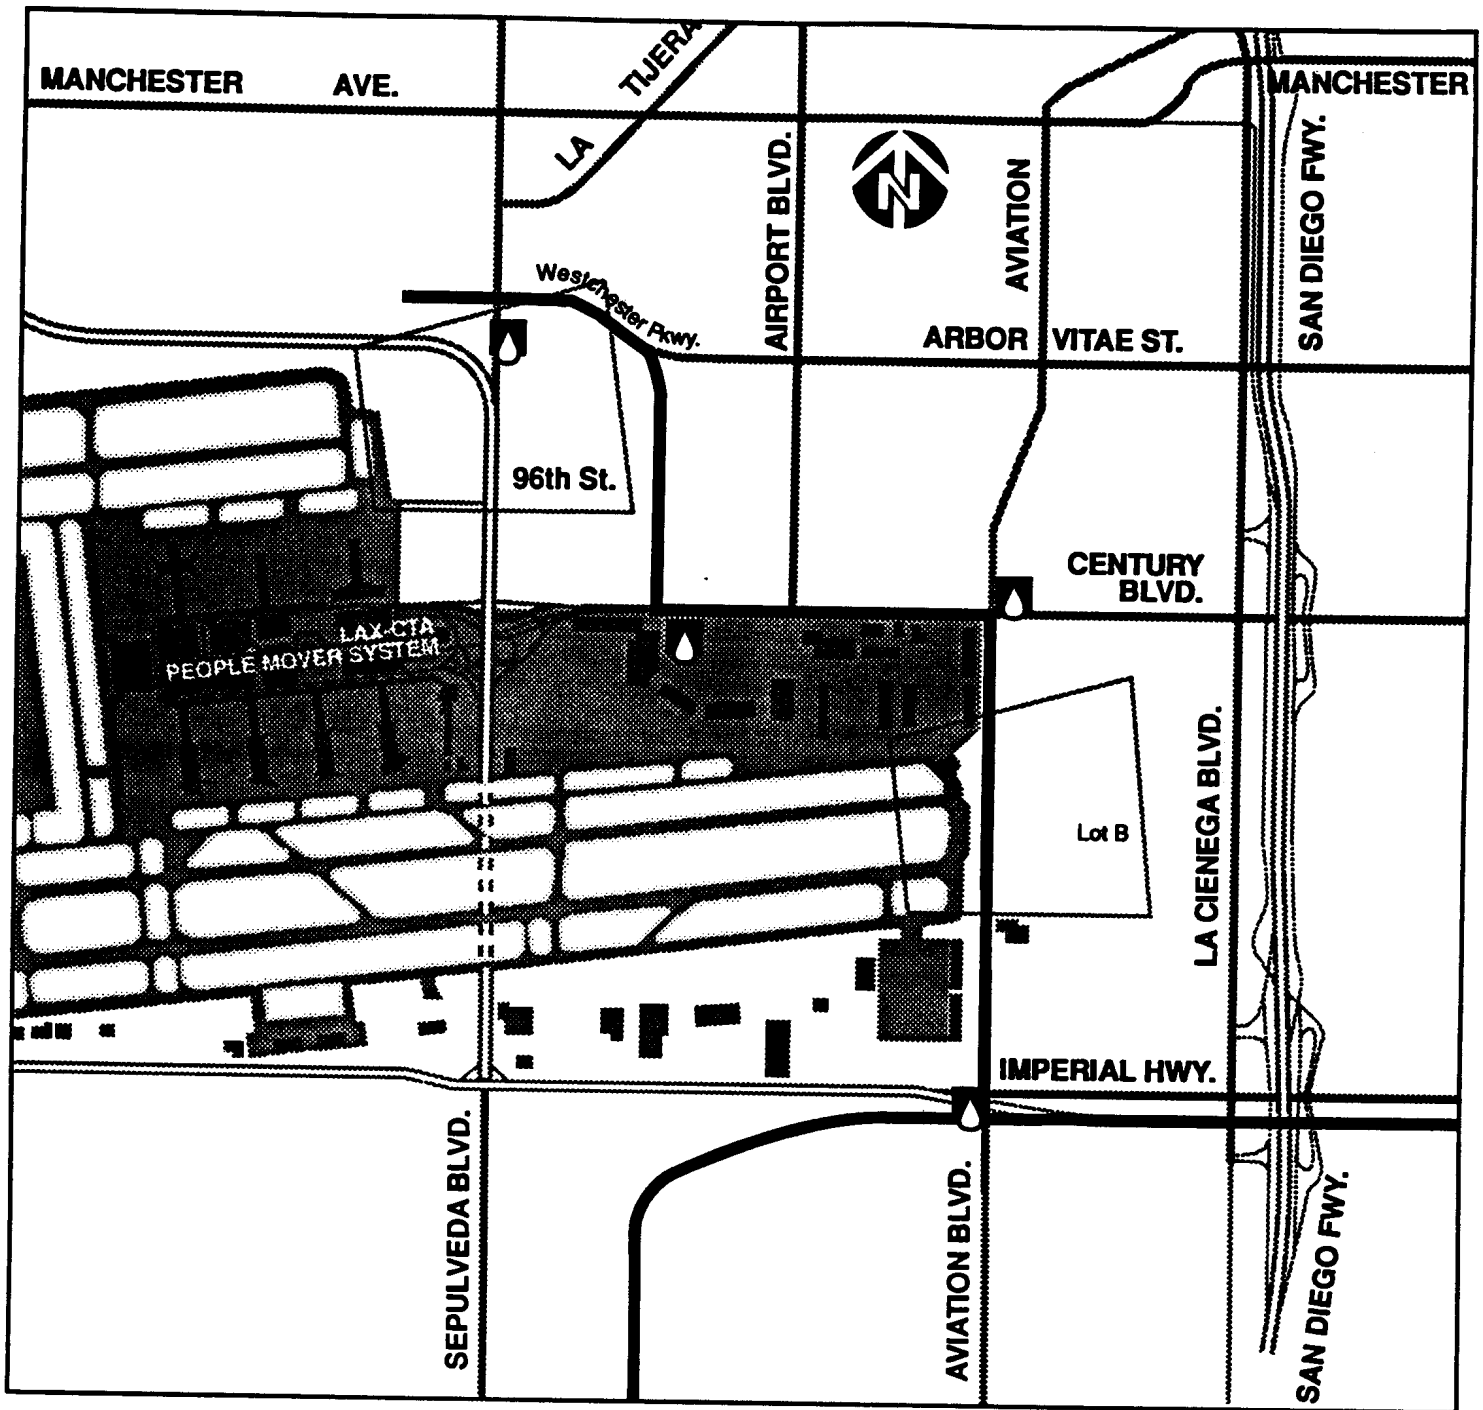 MANCHESTER AVE.
LA TIJERA
MANCHESTER
AIRPORT BLVD.
N
AVIATION
SAN DIEGO FWY.
Westchester Pkwy.
ARBOR VITAE ST.
96th St.
CENTURY
BLVD.
LAX-CTA
PEOPLE MOVER SYSTEM
LA CIENEGA BLVD.
Lot B
IMPERIAL HWY.
SEPULVEDA BLVD.
AVIATION BLVD.
SAN DIEGO FWY.